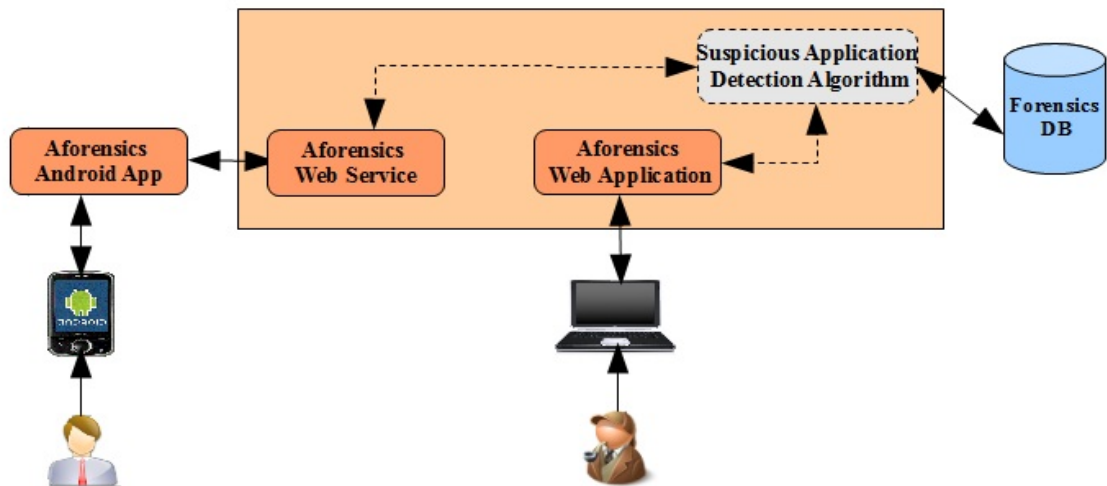 Suspicious Application
Detection Algorithm
Forensics
DB
Aforensics
Android App
Aforensics
Web Service
Aforensics
Web Application
ANDROID